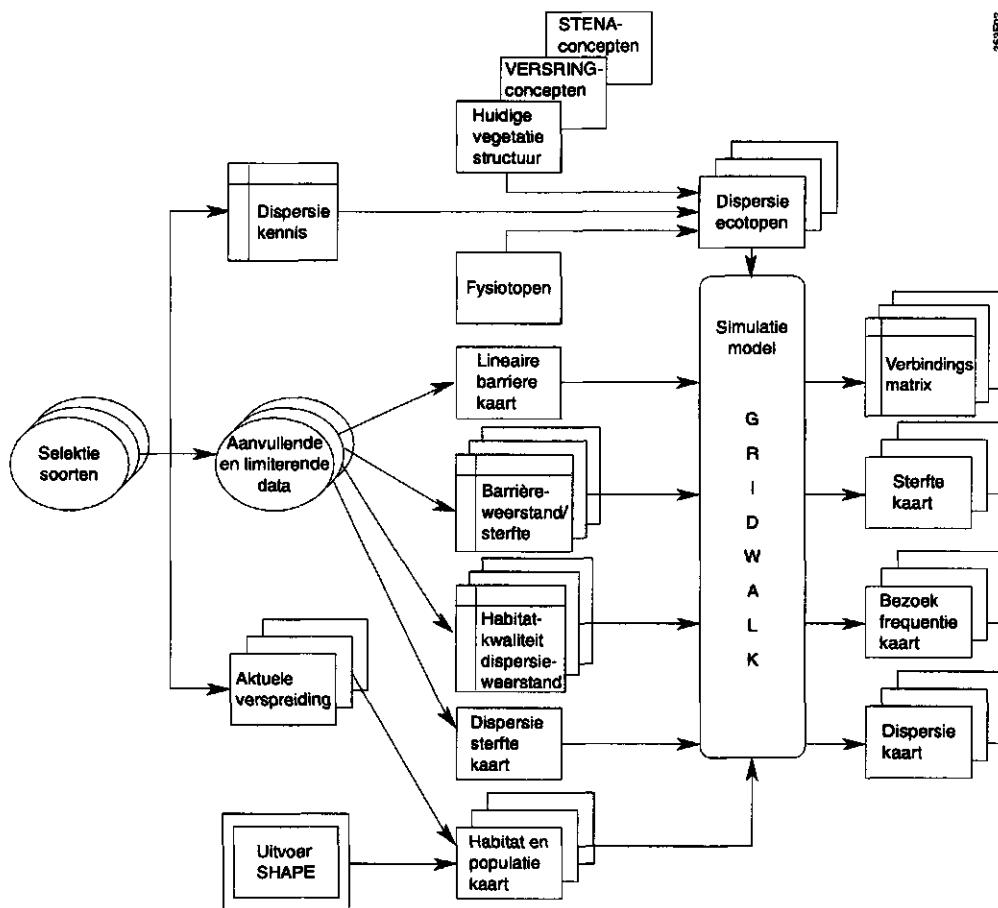 STENA-
concepten
VERSRING-
concepten
Huidige
vegetatie
structuur
Dispersie
kennis
Dispersie
ecotopen
Fysiotopen
Simulatie
model
G
R
I
D
W
A
L
K
Lineaire
barriere
kaart
Verbindings
matrix
Selektie
soorten
Aanvullende
en limiterende
data
Barrière-
weerstand/
sterfte
Sterfte
kaart
Habitat-
kwaliteit
dispersie-
weerstand
Bezoek
frequentie
kaart
Aktuele
verspreiding
Dispersie
sterfte
kaart
Dispersie
kaart
Uitvoer
SHAPE
Habitat en
populatie
kaart